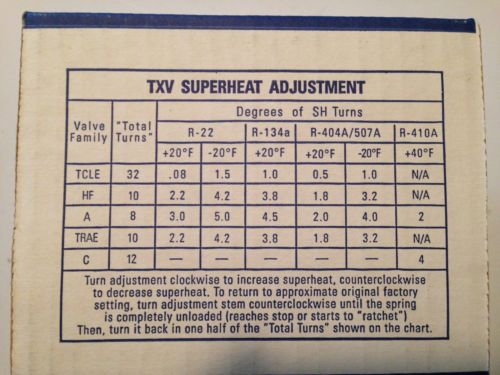 TXV SUPERHEAT ADJUSTMENT
Valve Family "Total Turns" Degrees of SH Turns
R-22 R-134a R-404A/507A R-410A
+20°F -20°F +20°F +20°F -20°F +40°F
TCLE 32 .08 1.5 1.0 0.5 1.0 N/A
HF 10 2.2 4.2 3.8 1.8 3.2 N/A
A 8 3.0 5.0 4.5 2.0 4.0 2
TRAE 10 2.2 4.2 3.8 1.8 3.2 N/A
C 12 — — — — — 4
Turn adjustment clockwise to increase superheat, counterclockwise
to decrease superheat. To return to approximate original factory
setting, turn adjustment stem counterclockwise until the spring
is completely unloaded (reaches stop or starts to "ratchet")
Then, turn it back in one half of the "Total Turns" shown on the chart.